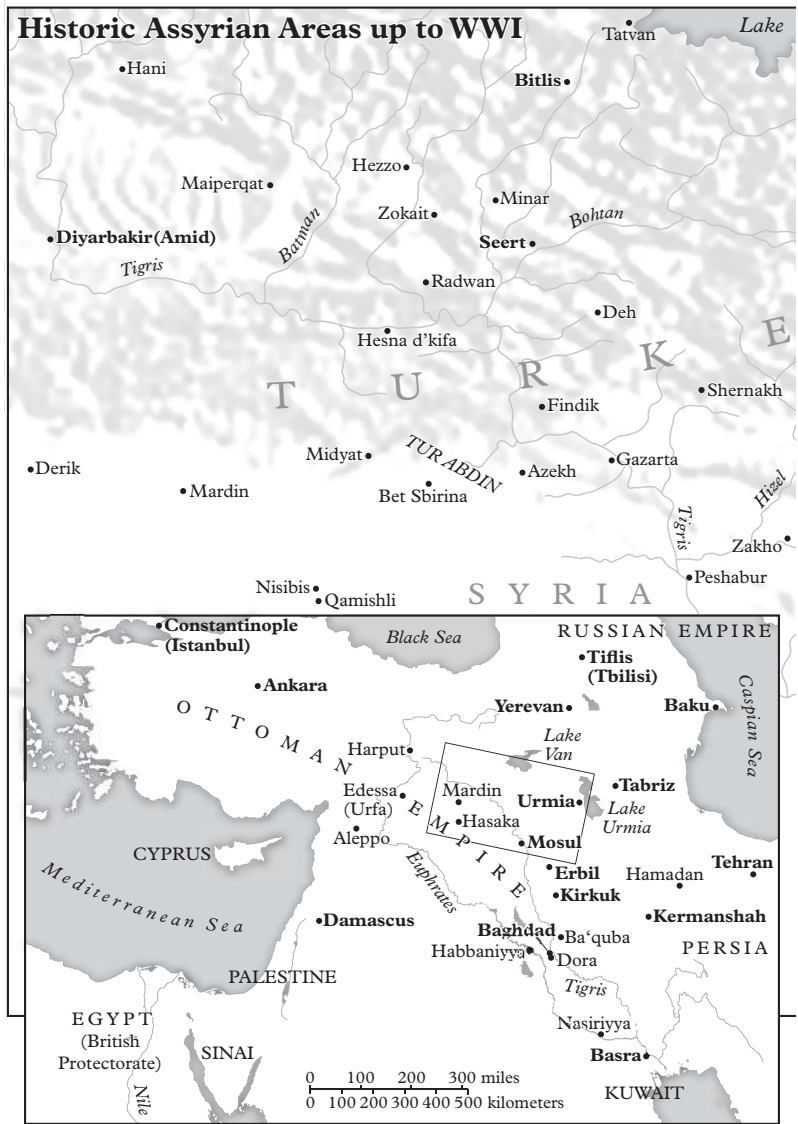 Historic Assyrian Areas up to WWI
Tatvan
Lake
Hani
Bitlis
Hezzo
Maiperqat
Minar
Zokait
Bohtan
Batman
Diyarbakir (Amid)
Seert
Tigris
Radwan
Deh
Hesna d'kifa
T U R K E
Shernakh
Findik
Midyat
TUR ABDIN
Gazarta
Derik
Azekh
Mardin
Bet Sbirina
Hizel
Tigris
Zakho
Peshabur
Nisibis
Qamishli
S Y R I A
Constantinople
(Istanbul)
Black Sea
RUSSIAN EMPIRE
Tiflis
(Tbilisi)
Ankara
Yerevan
Baku
Caspian Sea
OTTOMAN EMPIRE
Lake
Van
Harput
Edessa
(Urfa)
Mardin
Urmia
Tabriz
Lake
Urmia
Hasaka
Aleppo
Mosul
CYPRUS
Erbil
Hamadan
Tehran
Euphrates
Kirkuk
Mediterranean Sea
Damascus
Kermanshah
Baghdad
Ba‘quba
Habbaniyya
Dora
PERSIA
PALESTINE
Tigris
EGYPT
(British
Protectorate)
Nasiriyya
SINAI
Basra
Nile
KUWAIT
0 100 200 300 miles
0 100 200 300 400 500 kilometers